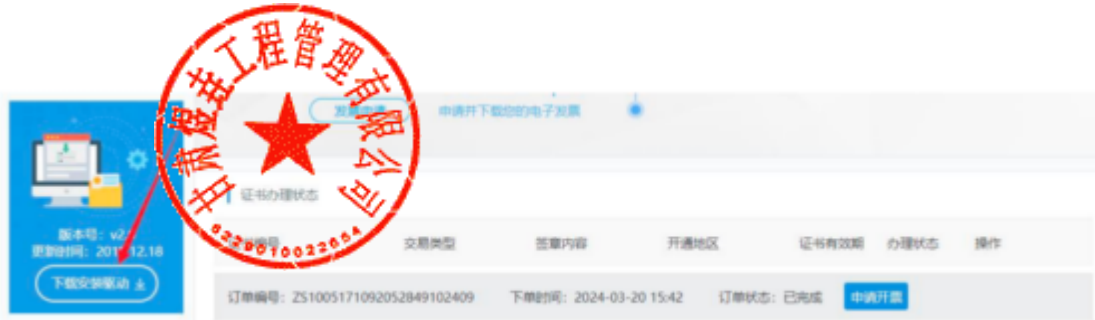 甘肃煜珄工程管理有限公司
6229010022654
发票申请
申请并下载您的电子发票
证书办理状态
版本号：v2.
更新时间：201 12.18
下载安装驱动
编号 交易类型 签章内容 开通地区 证书有效期 办理状态 操作
订单编号：ZS1005171092052849102409 下单时间：2024-03-20 15:42 订单状态：已完成 申请开票